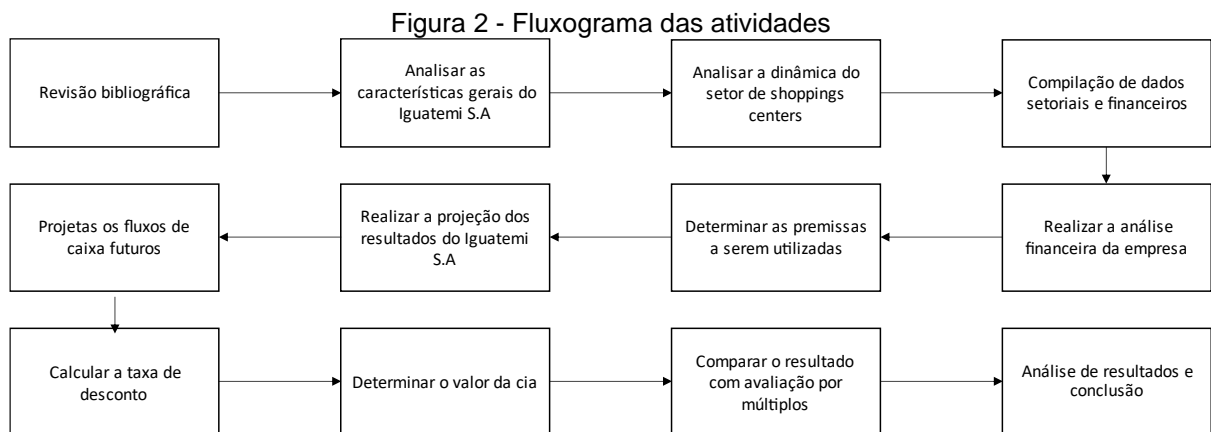 Figura 2 - Fluxograma das atividades
Revisão bibliográfica
Analisar as
características gerais do
Iguatemi S.A
Analisar a dinâmica do
setor de shoppings
centers
Compilação de dados
setoriais e financeiros
Realizar a análise
financeira da empresa
Determinar as premissas
a serem utilizadas
Realizar a projeção dos
resultados do Iguatemi
S.A
Projetas os fluxos de
caixa futuros
Calcular a taxa de
desconto
Determinar o valor da cia
Comparar o resultado
com avaliação por
múltiplos
Análise de resultados e
conclusão